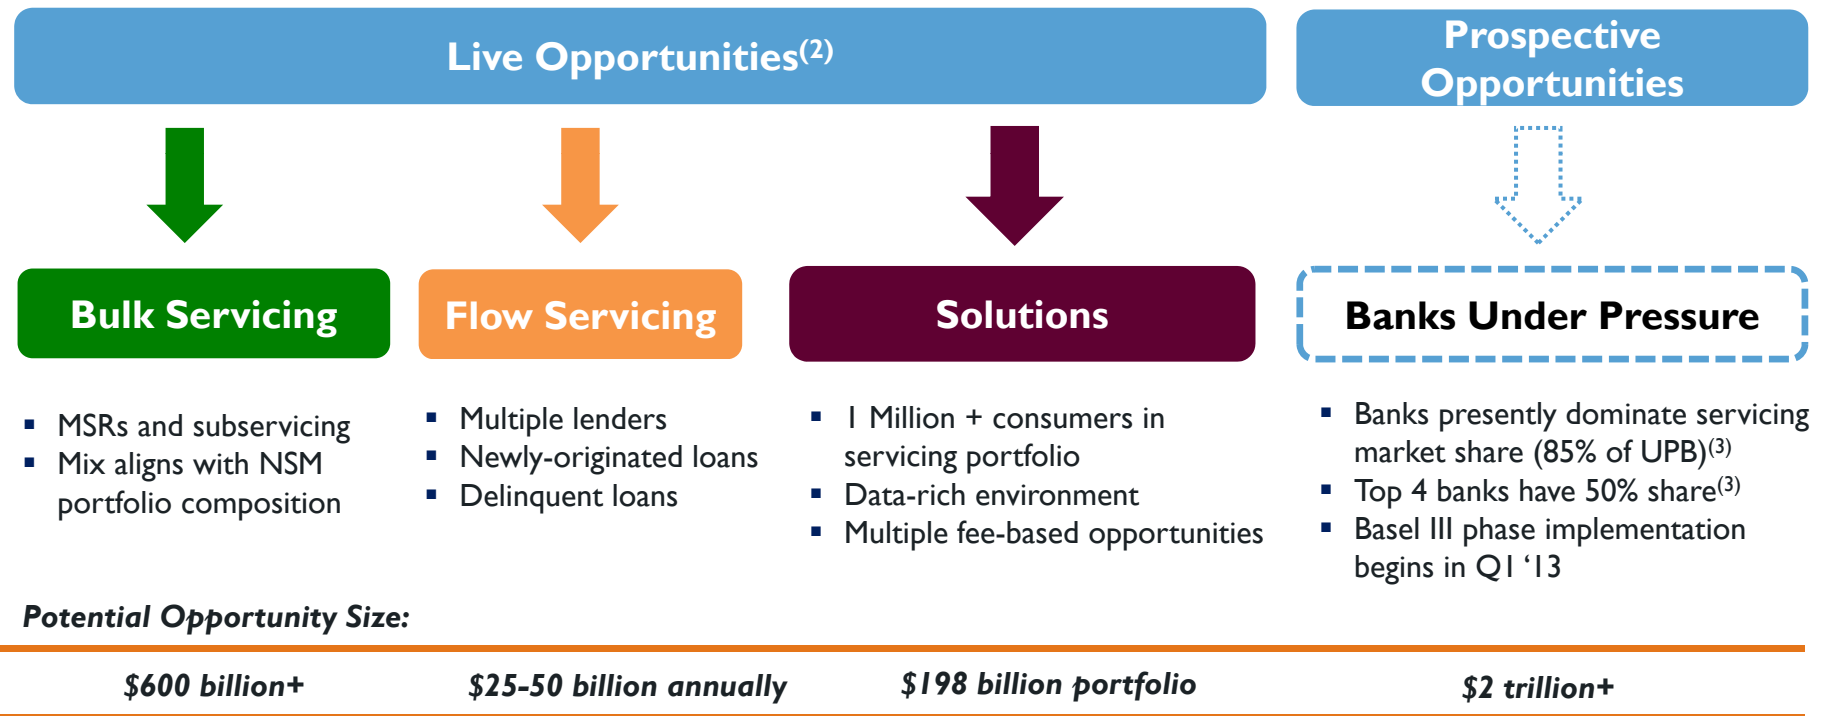 Live Opportunities(2)
Prospective
Opportunities
Bulk Servicing
Flow Servicing
Solutions
Banks Under Pressure
▪ MSRs and subservicing
▪ Mix aligns with NSM
portfolio composition
▪ Multiple lenders
▪ Newly-originated loans
▪ Delinquent loans
▪ 1 Million + consumers in
servicing portfolio
▪ Data-rich environment
▪ Multiple fee-based opportunities
▪ Banks presently dominate servicing
market share (85% of UPB)(3)
▪ Top 4 banks have 50% share(3)
▪ Basel III phase implementation
begins in Q1 ‘13
Potential Opportunity Size:
$600 billion+
$25-50 billion annually
$198 billion portfolio
$2 trillion+